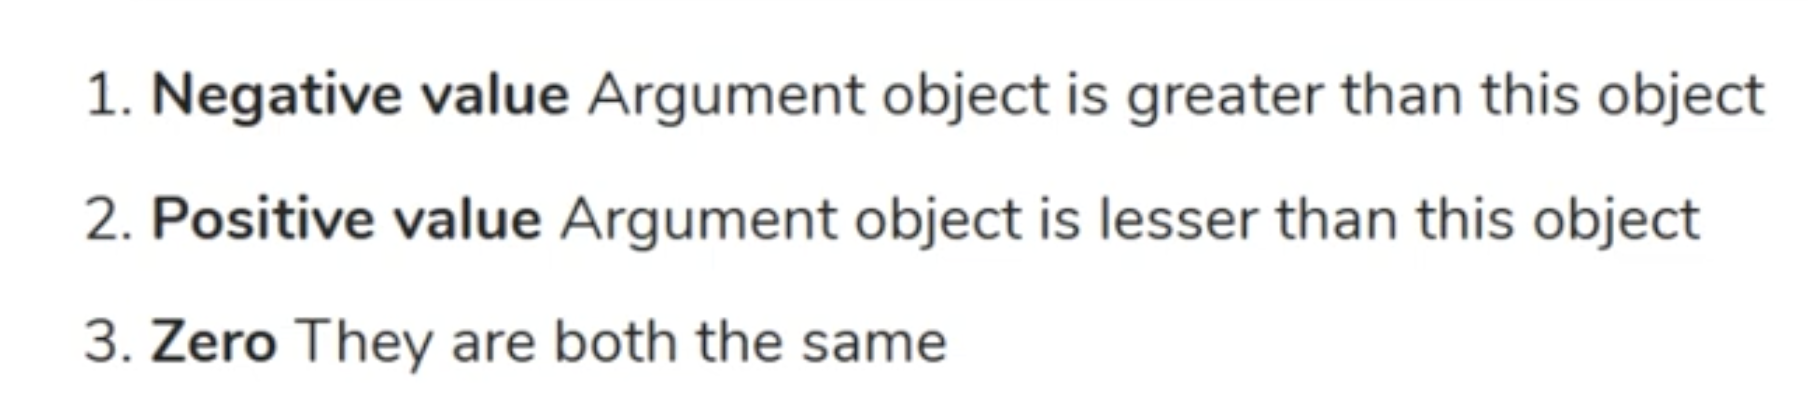 1. Negative value Argument object is greater than this object
2. Positive value Argument object is lesser than this object
3. Zero They are both the same